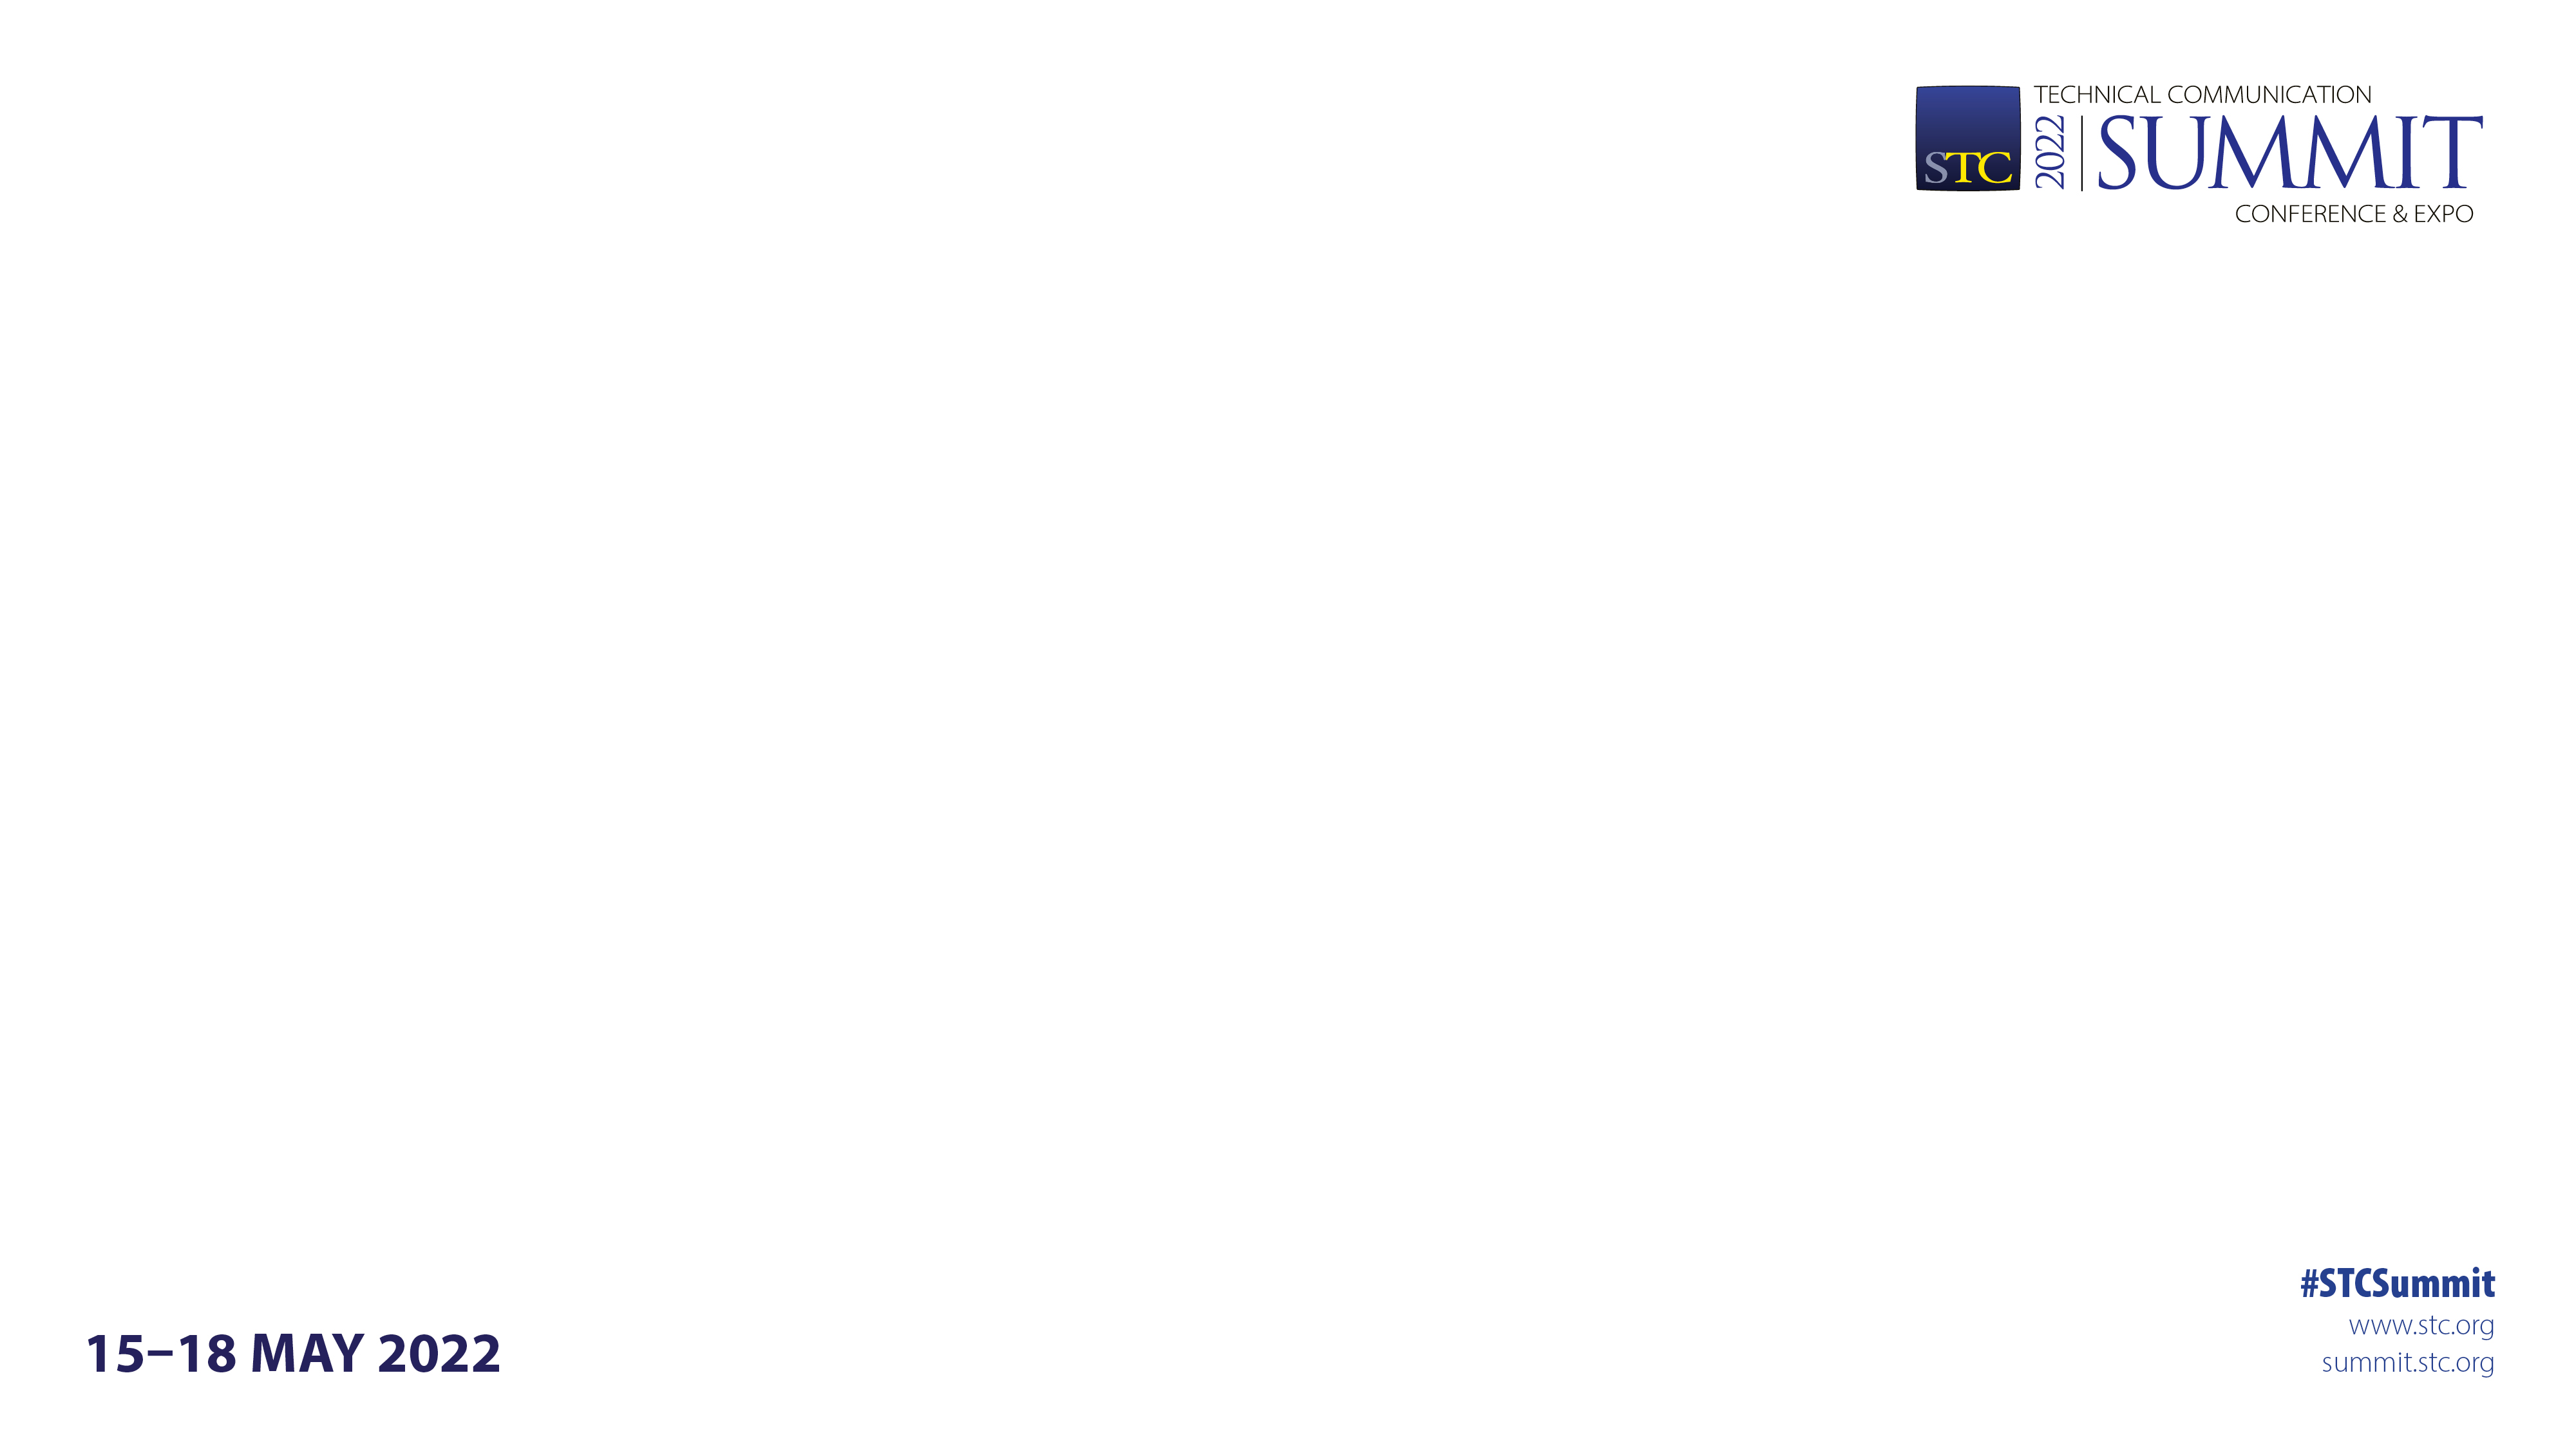 TECHNICAL COMMUNICATION
STC 2022 SUMMIT
CONFERENCE & EXPO
#STCSummit
www.stc.org
summit.stc.org
15–18 MAY 2022